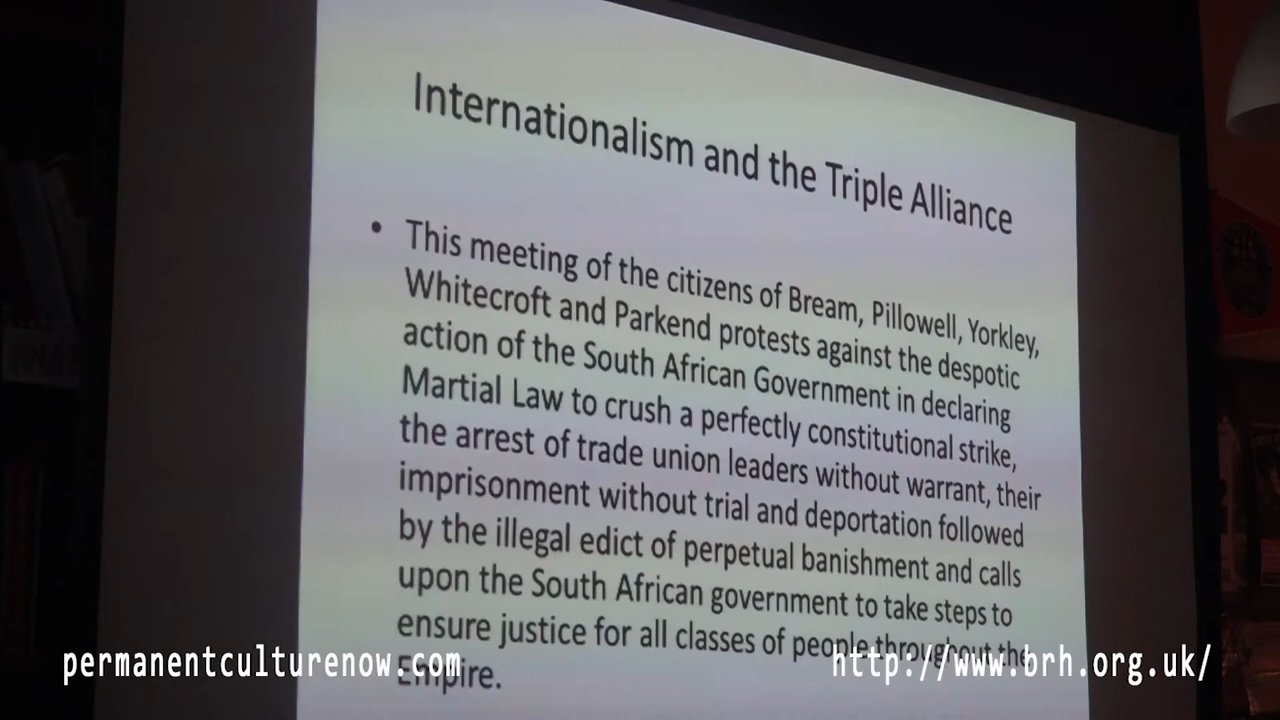 Internationalism and the Triple Alliance
• This meeting of the citizens of Bream, Pillowell, Yorkley,
Whitecroft and Parkend protests against the despotic
action of the South African Government in declaring
Martial Law to crush a perfectly constitutional strike,
the arrest of trade union leaders without warrant, their
imprisonment without trial and deportation followed
by the illegal edict of perpetual banishment and calls
upon the South African government to take steps to
ensure justice for all classes of people throughout the
Empire.
permanentculturenow.com
http://www.brh.org.uk/